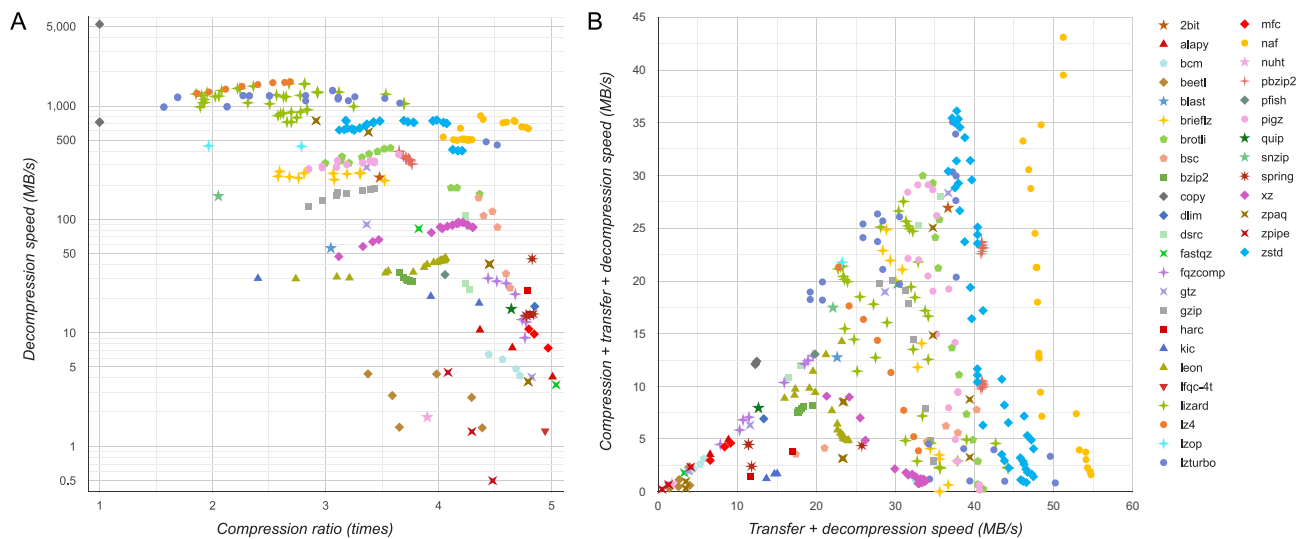 A
Decompression speed (MB/s)
5,000
1,000
500
100
50
10
5
1
0.5
1
2
3
4
5
Compression ratio (times)
B
Compression + transfer + decompression speed (MB/s)
45
40
35
30
25
20
15
10
5
0
0
10
20
30
40
50
60
Transfer + decompression speed (MB/s)
2bit
alapy
bcm
beetl
blast
brieflz
brotli
bsc
bzip2
copy
dlim
dsrc
fastqz
fqzcomp
gtz
gzip
harc
kic
leon
lfqc-4t
lizard
lz4
lzop
lzturbo
mfc
naf
nuht
pbzip2
pfish
pigz
quip
snzip
spring
xz
zpaq
zpipe
zstd